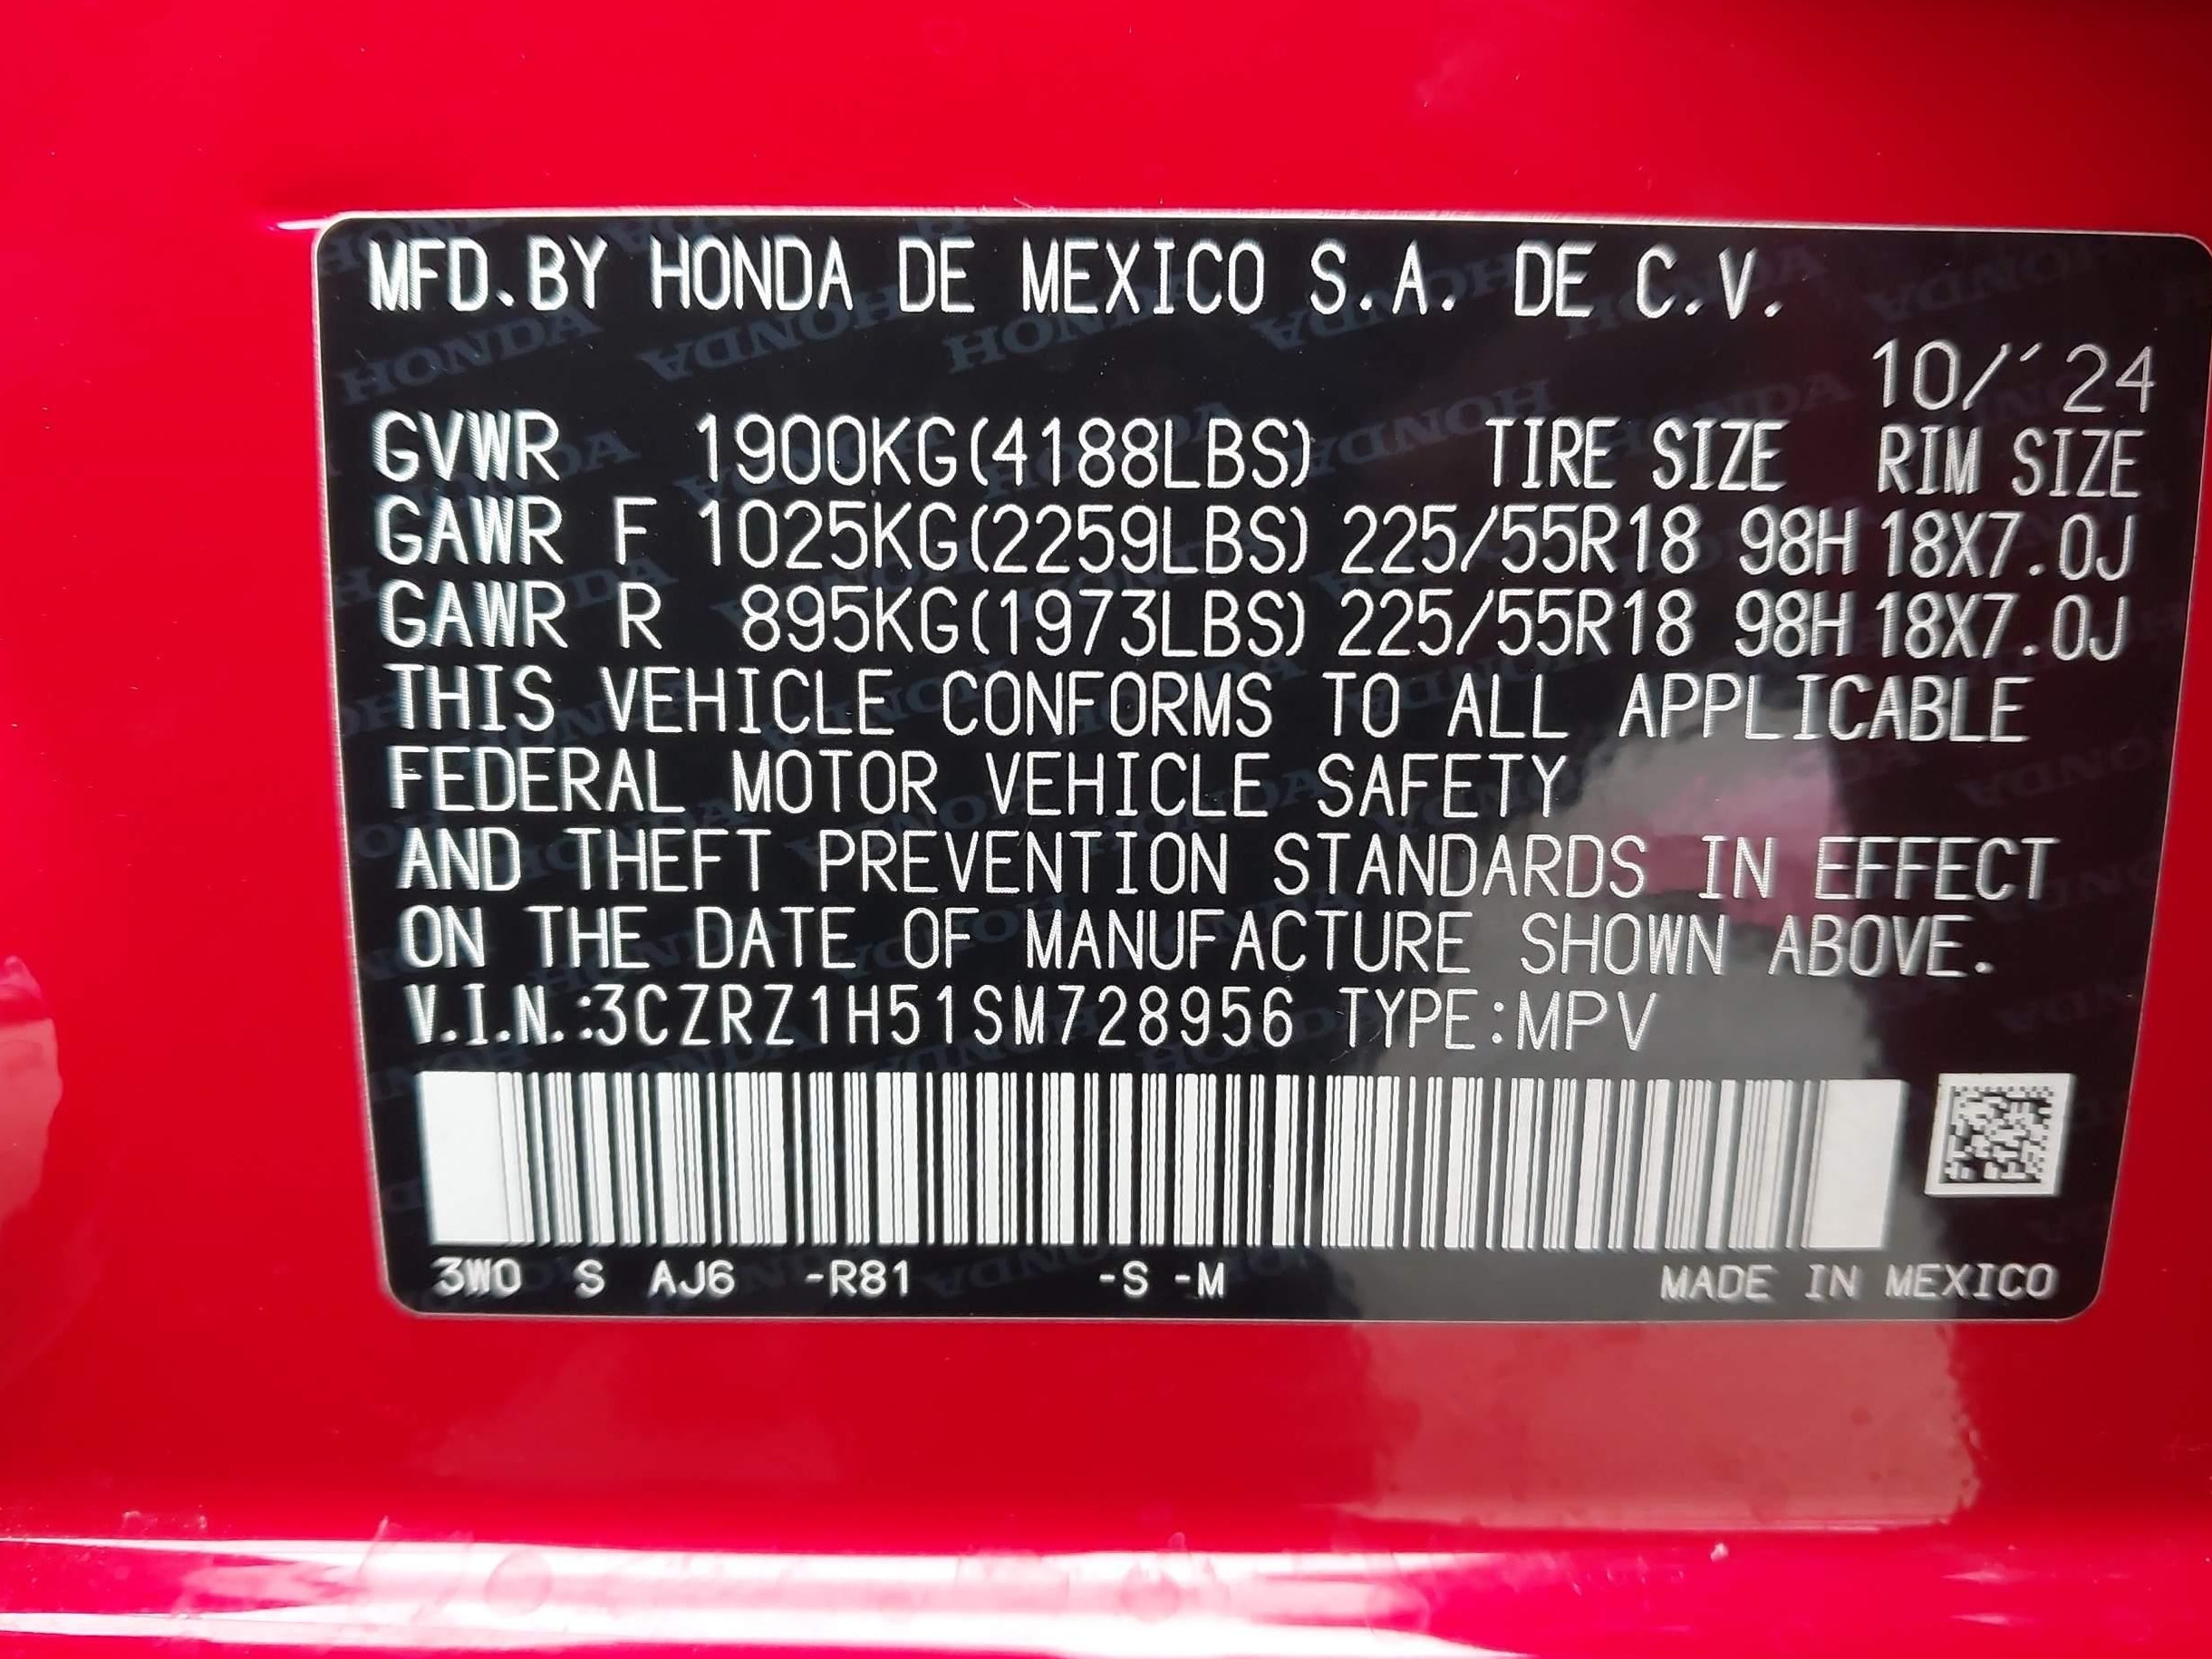 MFD.BY HONDA DE MEXICO S.A. DE C.V.
10/´24
GVWR 1900KG(4188LBS) TIRE SIZE RIM SIZE
GAWR F 1025KG(2259LBS) 225/55R18 98H 18X7.0J
GAWR R 895KG(1973LBS) 225/55R18 98H 18X7.0J
THIS VEHICLE CONFORMS TO ALL APPLICABLE
FEDERAL MOTOR VEHICLE SAFETY
AND THEFT PREVENTION STANDARDS IN EFFECT
ON THE DATE OF MANUFACTURE SHOWN ABOVE.
V.I.N.:3CZRZ1H51SM728956 TYPE:MPV
3W0 S AJ6 -R81 -S -M MADE IN MEXICO